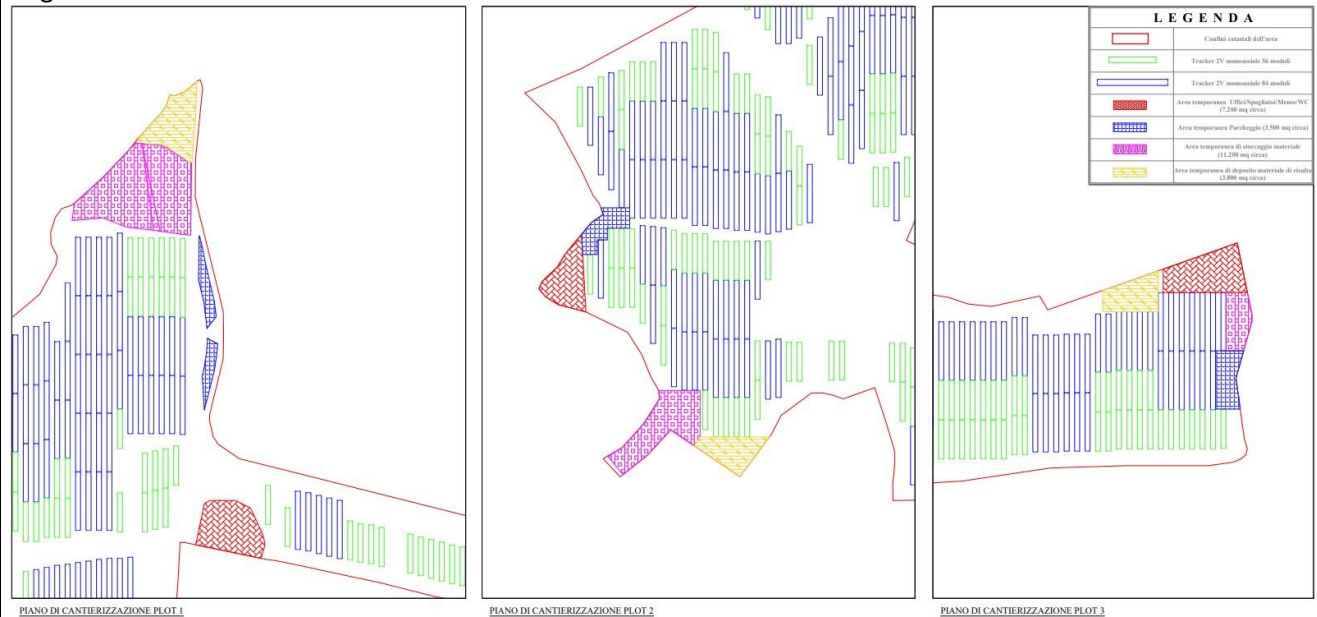 LEGENDA
Confini catastali dell'area
Tracker 2V monoassiale 56 moduli
Tracker 2V monoassiale 84 moduli
Area temporanea Uffici/Spogliatoi/Mense/WC
(7.200 mq circa)
Area temporanea Parcheggio (3.500 mq circa)
Area temporanea di stoccaggio materiale
(11.200 mq circa)
Area temporanea di deposito materiale di risulta
(3.800 mq circa)
PIANO DI CANTIERIZZAZIONE PLOT 1
PIANO DI CANTIERIZZAZIONE PLOT 2
PIANO DI CANTIERIZZAZIONE PLOT 3